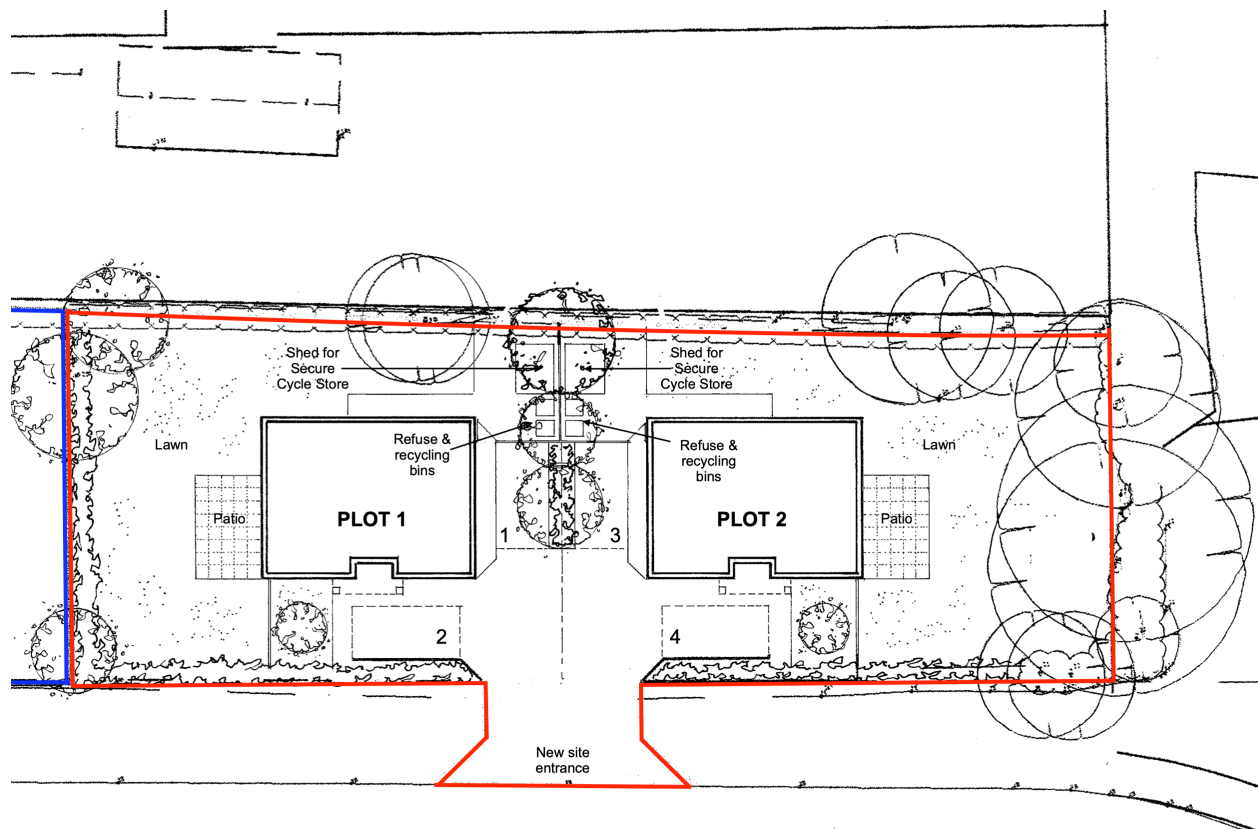 Shed for
Secure
Cycle Store
Shed for
Secure
Cycle Store
Lawn
Refuse &
recycling
bins
Refuse &
recycling
bins
Lawn
Patio
PLOT 1
1
3
PLOT 2
Patio
2
4
New site
entrance